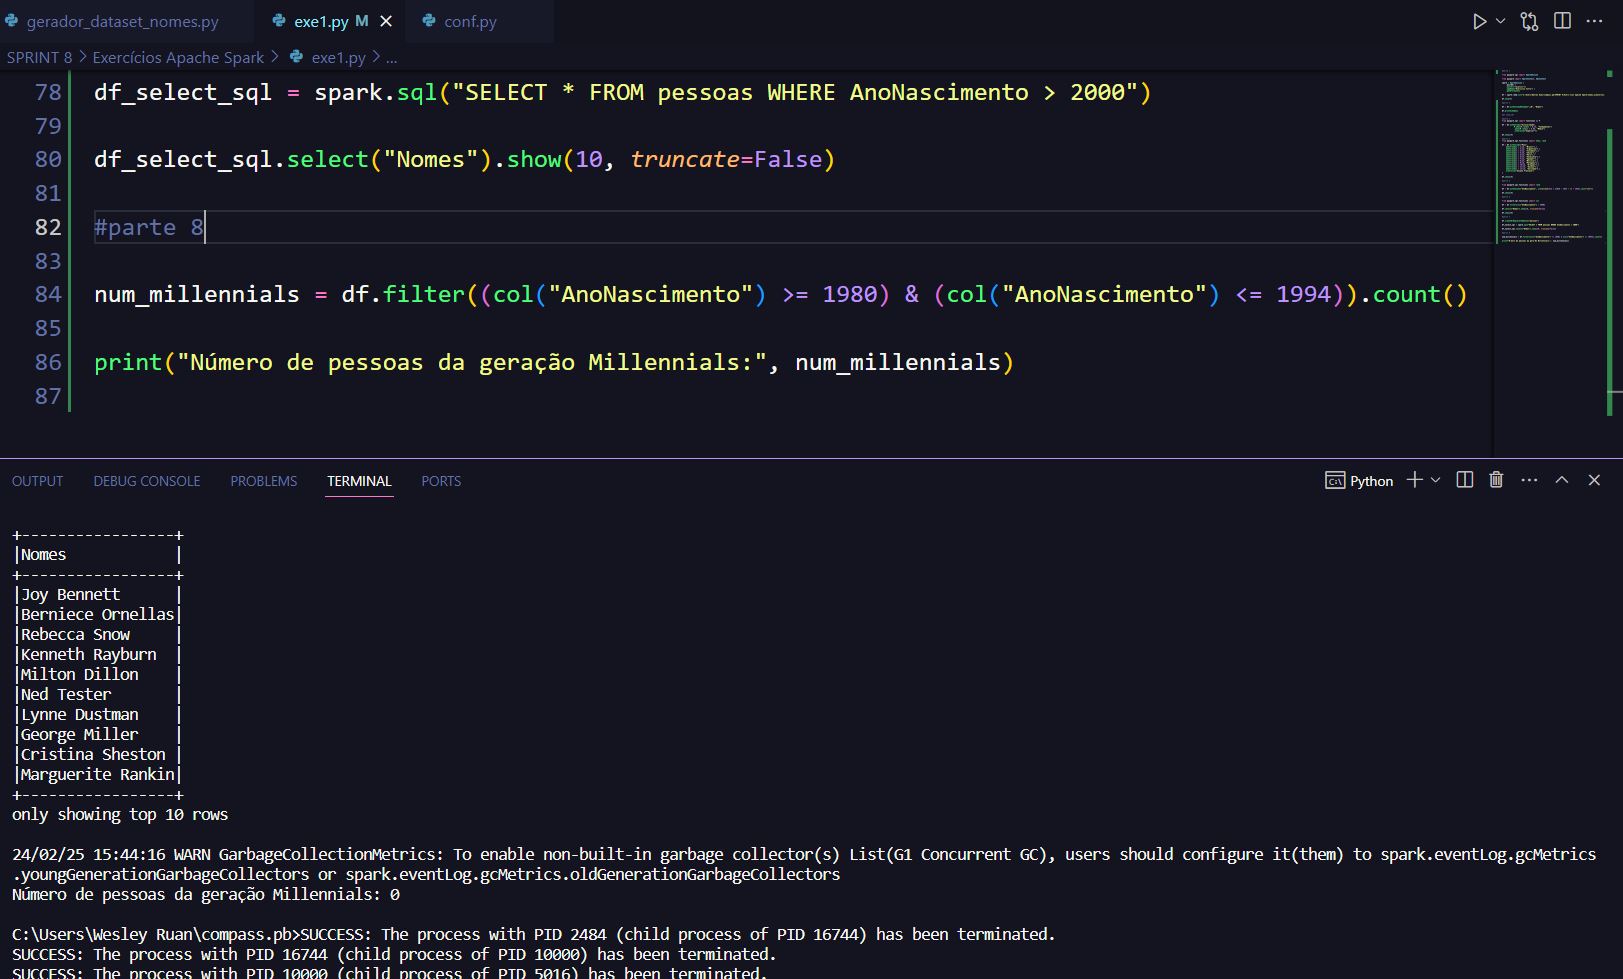 gerador_dataset_nomes.py exe1.py M conf.py
SPRINT 8 > Exercícios Apache Spark > exe1.py > ...
78 df_select_sql = spark.sql("SELECT * FROM pessoas WHERE AnoNascimento > 2000")
79
80 df_select_sql.select("Nomes").show(10, truncate=False)
81
82 #parte 8
83
84 num_millennials = df.filter((col("AnoNascimento") >= 1980) & (col("AnoNascimento") <= 1994)).count()
85
86 print("Número de pessoas da geração Millennials:", num_millennials)
87
OUTPUT DEBUG CONSOLE PROBLEMS TERMINAL PORTS Python
+-----------------+
|Nomes            |
+-----------------+
|Joy Bennett      |
|Berniece Ornellas|
|Rebecca Snow     |
|Kenneth Rayburn  |
|Milton Dillon    |
|Ned Tester       |
|Lynne Dustman    |
|George Miller    |
|Cristina Sheston |
|Marguerite Rankin|
+-----------------+
only showing top 10 rows
24/02/25 15:44:16 WARN GarbageCollectionMetrics: To enable non-built-in garbage collector(s) List(G1 Concurrent GC), users should configure it(them) to spark.eventLog.gcMetrics
.youngGenerationGarbageCollectors or spark.eventLog.gcMetrics.oldGenerationGarbageCollectors
Número de pessoas da geração Millennials: 0
C:\Users\Wesley Ruan\compass.pb>SUCCESS: The process with PID 2484 (child process of PID 16744) has been terminated.
SUCCESS: The process with PID 16744 (child process of PID 10000) has been terminated.
SUCCESS: The process with PID 10000 (child process of PID 5016) has been terminated.